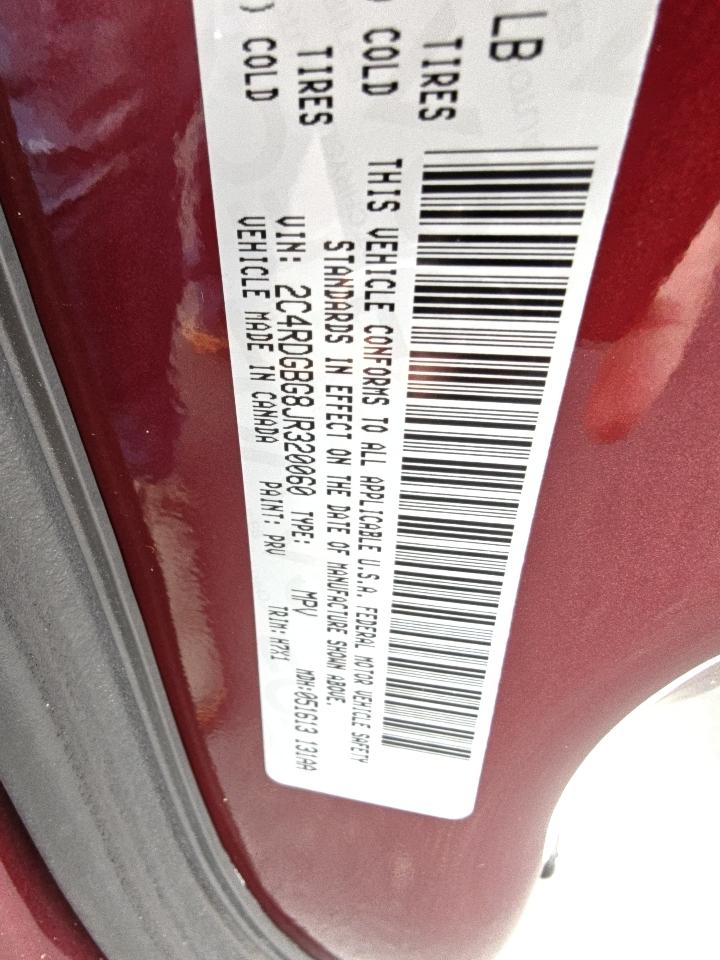 LB
TIRES
) COLD
TIRES
) COLD
THIS VEHICLE CONFORMS TO ALL APPLICABLE U.S.A. FEDERAL MOTOR VEHICLE SAFETY
STANDARDS IN EFFECT ON THE DATE OF MANUFACTURE SHOWN ABOVE.
VIN: 2C4RDGBG8JR320060 TYPE: MPV MDH:051613 131AA
VEHICLE MADE IN CANADA PAINT: PRV TRIM:H7X1